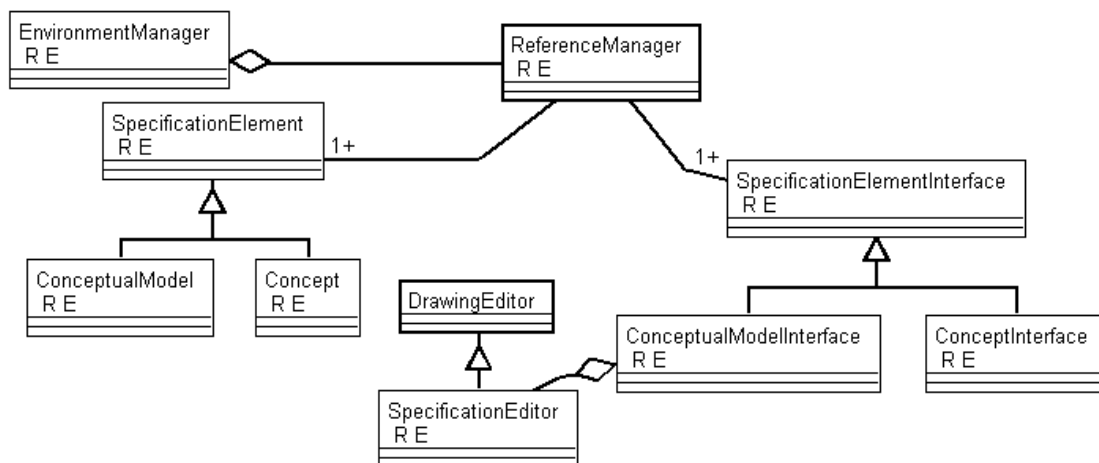 EnvironmentManager
R E
ReferenceManager
R E
SpecificationElement
R E
1+
1+
SpecificationElementInterface
R E
ConceptualModel
R E
Concept
R E
DrawingEditor
ConceptualModelInterface
R E
ConceptInterface
R E
SpecificationEditor
R E